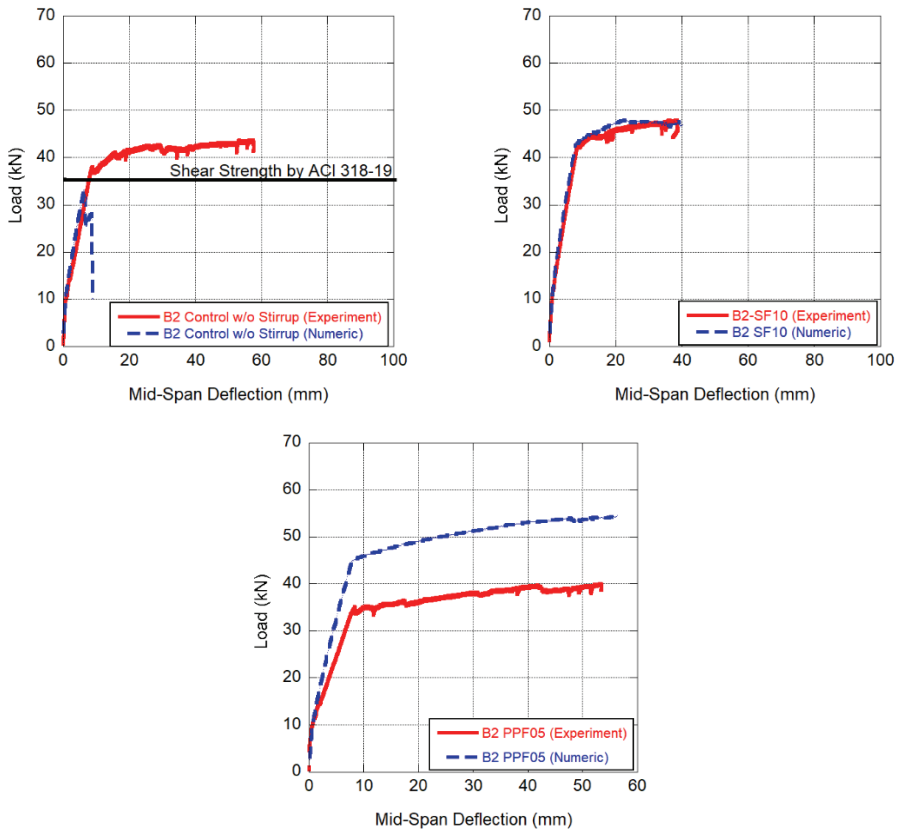 70
60
50
40
30
20
10
0
Load (kN)
Shear Strength by ACI 318-19
B2 Control w/o Stirrup (Experiment)
B2 Control w/o Stirrup (Numeric)
0 20 40 60 80 100
Mid-Span Deflection (mm)
70
60
50
40
30
20
10
0
Load (kN)
B2-SF10 (Experiment)
B2 SF10 (Numeric)
0 20 40 60 80 100
Mid-Span Deflection (mm)
70
60
50
40
30
20
10
0
Load (kN)
B2 PPF05 (Experiment)
B2 PPF05 (Numeric)
0 10 20 30 40 50 60
Mid-Span Deflection (mm)